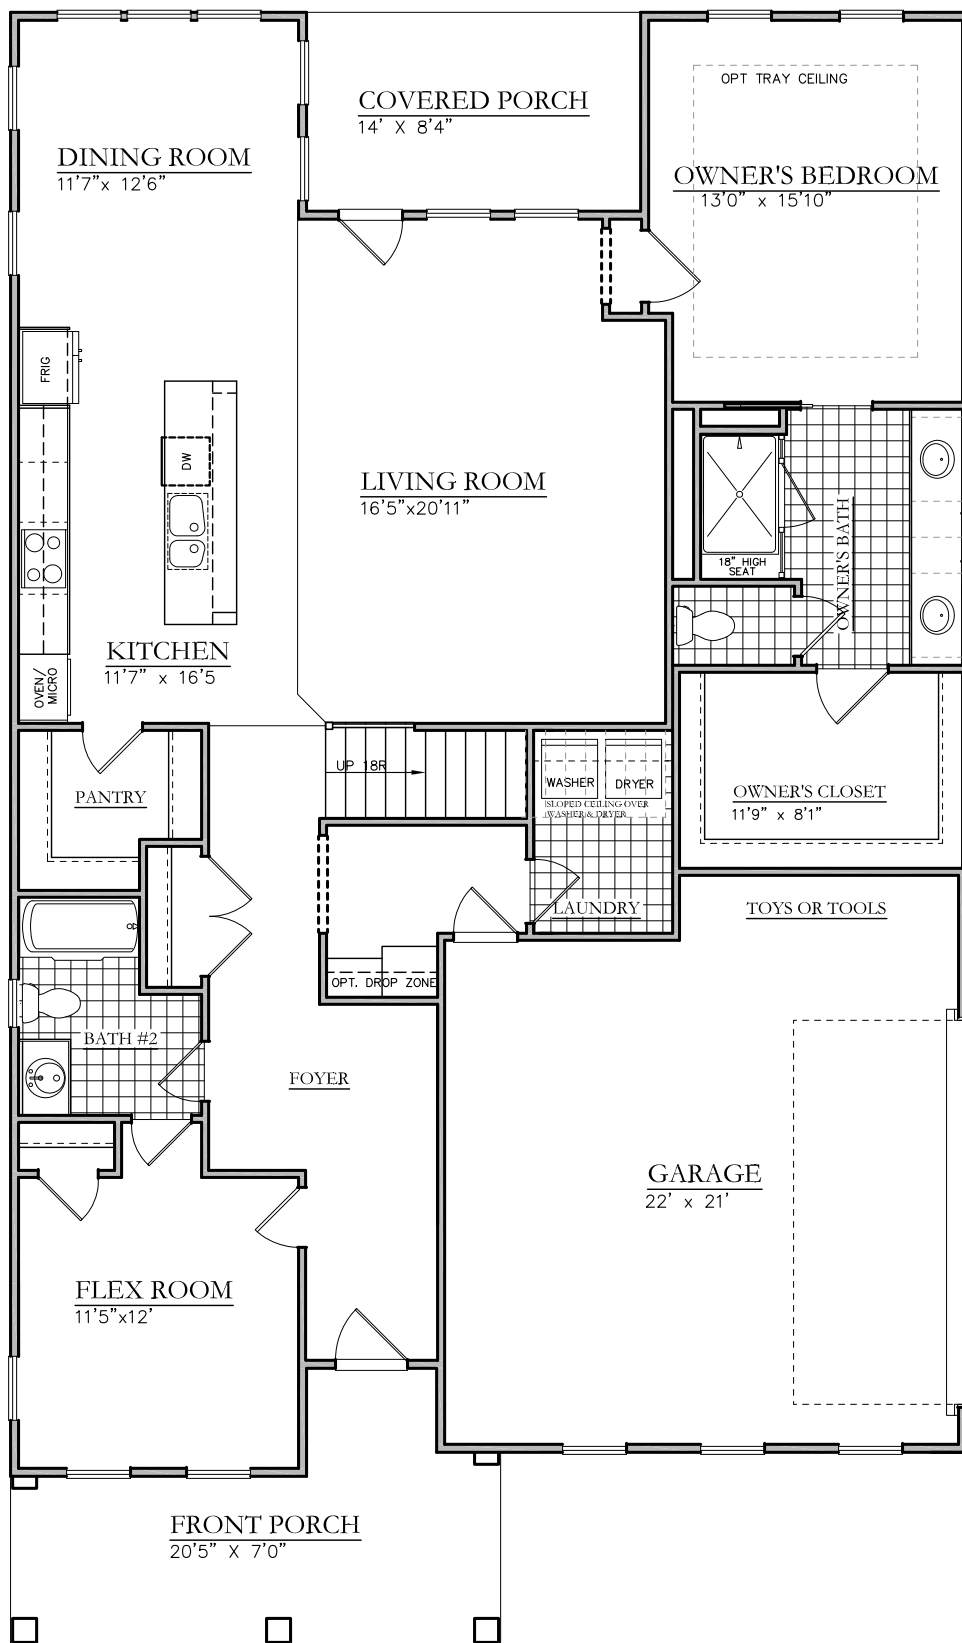 OPT TRAY CEILING
COVERED PORCH
14' X 8'4"
DINING ROOM
11'7"x 12'6"
OWNER'S BEDROOM
13'0" x 15'10"
FRIG
DW
LIVING ROOM
16'5"x20'11"
18" HIGH
SEAT
OWNER'S BATH
KITCHEN
11'7" x 16'5
OVEN/
MICRO
UP 18R
WASHER
DRYER
SLOPED CEILING OVER
WASHER & DRYER
PANTRY
OWNER'S CLOSET
11'9" x 8'1"
LAUNDRY
TOYS OR TOOLS
OPT. DROP ZONE
BATH #2
FOYER
GARAGE
22' x 21'
FLEX ROOM
11'5"x12'
FRONT PORCH
20'5" X 7'0"